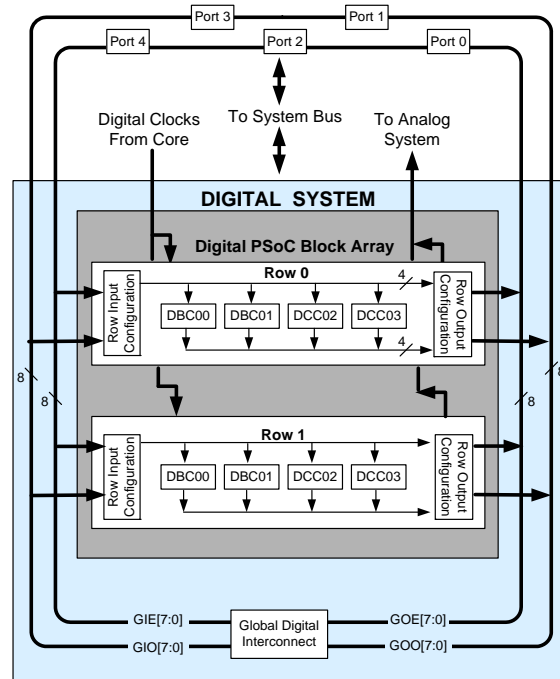 Port 3
Port 1
Port 4
Port 2
Port 0
Digital Clocks
From Core
To System Bus
To Analog
System
DIGITAL SYSTEM
Digital PSoC Block Array
Row 0
4
Row Input
Configuration
DBC00
DBC01
DCC02
DCC03
4
Row Output
Configuration
8
8
8
8
Row 1
Row Input
Configuration
DBC00
DBC01
DCC02
DCC03
Row Output
Configuration
GIE[7:0]
GIO[7:0]
Global Digital
Interconnect
GOE[7:0]
GOO[7:0]